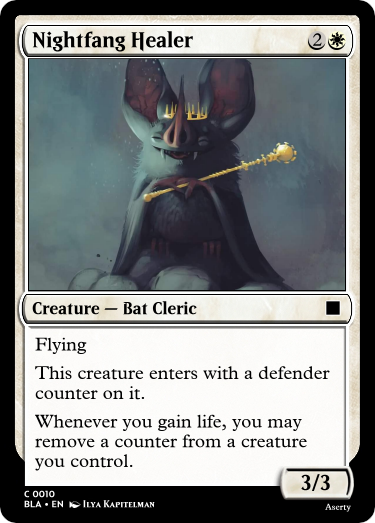 Nightfang Healer 2
Creature — Bat Cleric
Flying
This creature enters with a defender
counter on it.
Whenever you gain life, you may
remove a counter from a creature
you control.
3/3
C 0010
BLA • EN Ilya Kapitelman
Aserty